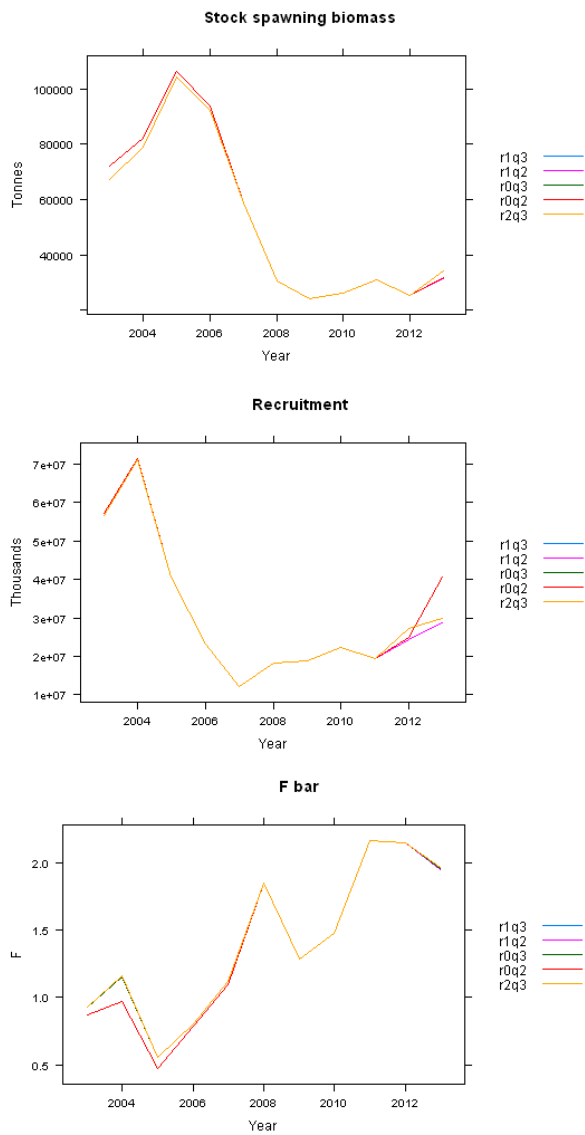 Stock spawning biomass
100000
80000
60000
40000
Tonnes
2004 2006 2008 2010 2012
Year
r1q3
r1q2
r0q3
r0q2
r2q3
Recruitment
7e+07
6e+07
5e+07
4e+07
3e+07
2e+07
1e+07
Thousands
2004 2006 2008 2010 2012
Year
r1q3
r1q2
r0q3
r0q2
r2q3
F bar
2.0
1.5
1.0
0.5
F
2004 2006 2008 2010 2012
Year
r1q3
r1q2
r0q3
r0q2
r2q3